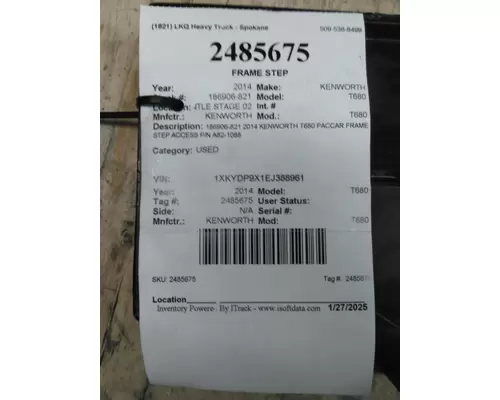 (1821) LKQ Heavy Truck - Spokane 509-536-8499
2485675
FRAME STEP
Year: 2014 Make: KENWORTH
#: 186906-821 Model: T680
TLE STAGE 02 Int. #
Mnfctr.: KENWORTH Mod.: T680
Description: 186906-821 2014 KENWORTH T680 PACCAR FRAME
STEP ACCESS P/N A82-1088
Category: USED
VIN: 1XKYDP9X1EJ388961
Year: 2014 Model: T680
Tag #: 2485675 User Status:
Side: N/A Serial #:
Mnfctr.: KENWORTH Mod: T680
SKU: 2485675 Tag #: 248567
Location
Inventory Powere By ITrack - www.isoftdata.com 1/27/2025